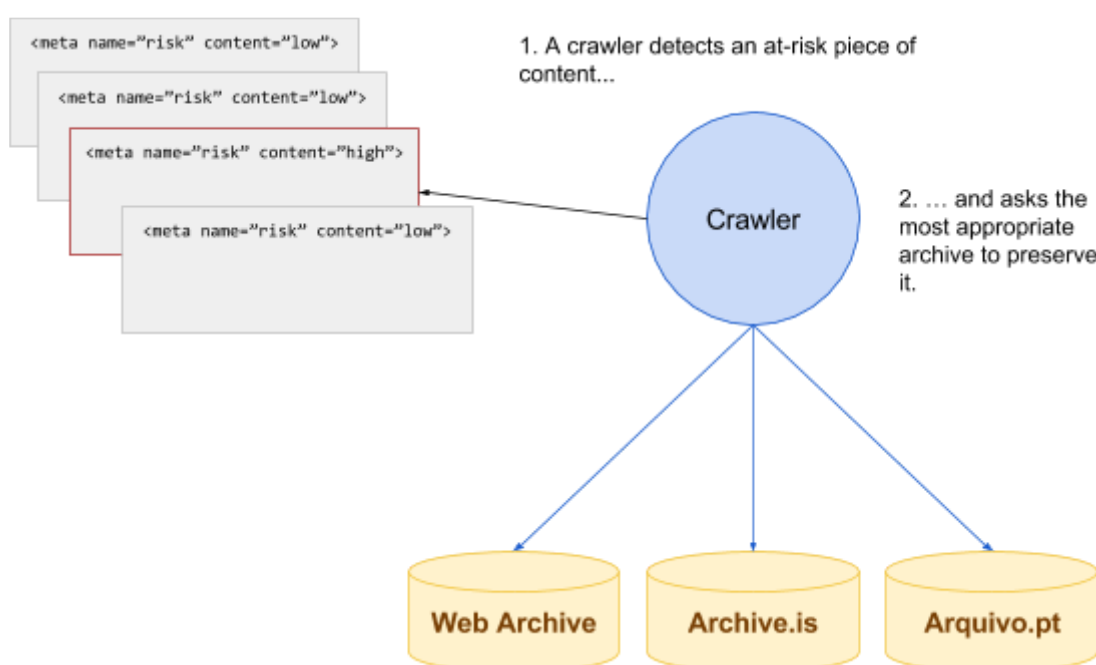 <meta name=”risk” content=”low”>
<meta name=”risk” content=”low”>
<meta name=”risk” content=”high”>
<meta name=”risk” content=”low”>
1. A crawler detects an at-risk piece of
content...
Crawler
2. … and asks the
most appropriate
archive to preserve
it.
Web Archive
Archive.is
Arquivo.pt